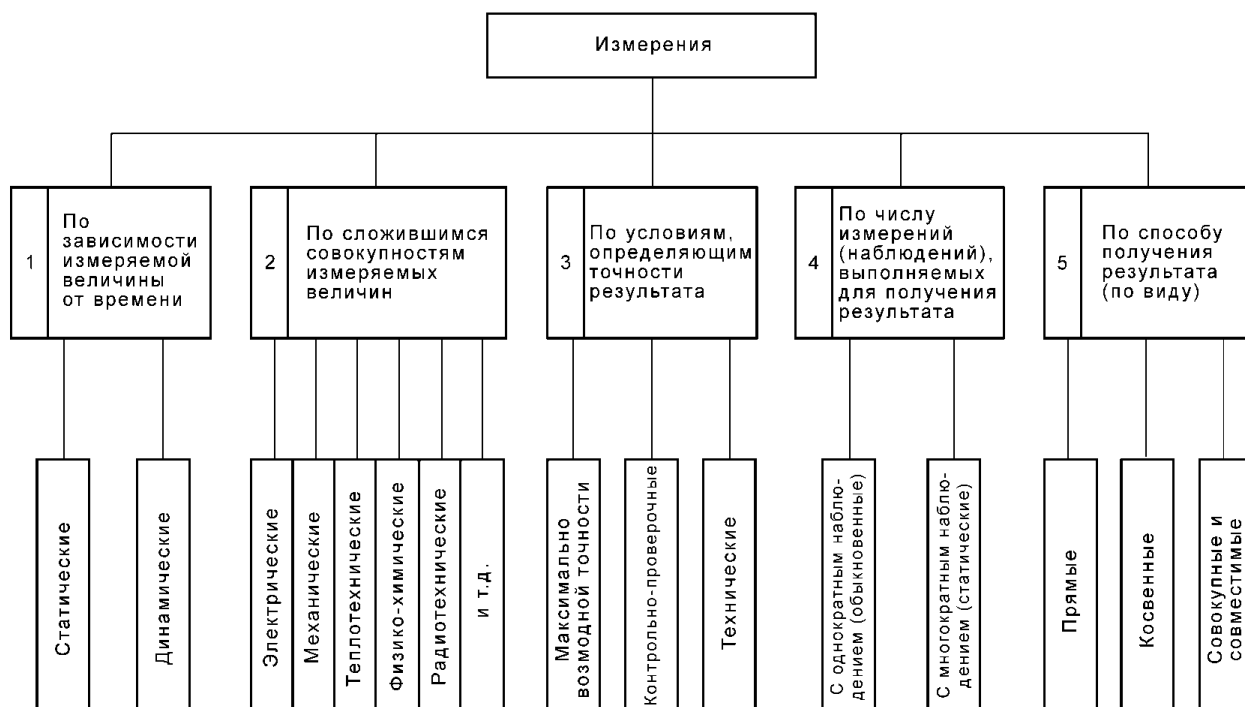 Измерения
1
По
зависимости
измеряемой
величины
от времени
2
По сложившимся
совокупностям
измеряемых
величин
3
По условиям,
определяющим
точности
результата
4
По числу
измерений
(наблюдений),
выполняемых
для получения
результата
5
По способу
получения
результата
(по виду)
Статические
Динамические
Электрические
Механические
Теплотехнические
Физико-химические
Радиотехнические
и т.д.
Максимально
возмодной точности
Контрольно-проверочные
Технические
С однократным наблю-
дением (обыкновенные)
С многократным наблю-
дением (статические)
Прямые
Косвенные
Совокупные и
совместимые